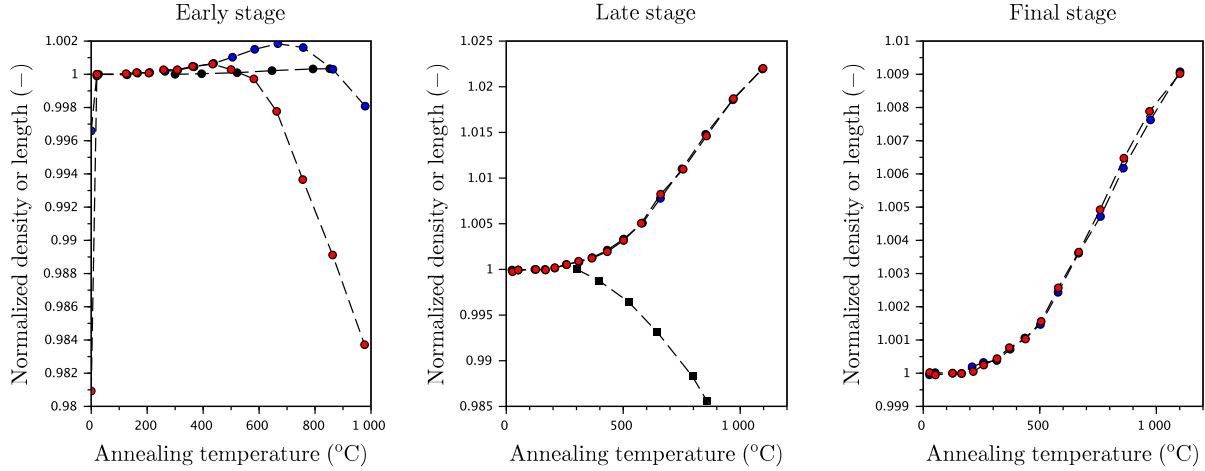 Early stage
Late stage
Final stage
Normalized density or length (−)
1.002
1
0.998
0.996
0.994
0.992
0.99
0.988
0.986
0.984
0.982
0.98
0 200 400 600 800 1 000
Annealing temperature (°C)
Normalized density or length (−)
1.025
1.02
1.015
1.01
1.005
1
0.995
0.99
0.985
0 500 1 000
Annealing temperature (°C)
Normalized density or length (−)
1.01
1.009
1.008
1.007
1.006
1.005
1.004
1.003
1.002
1.001
1
0.999
0 500 1 000
Annealing temperature (°C)